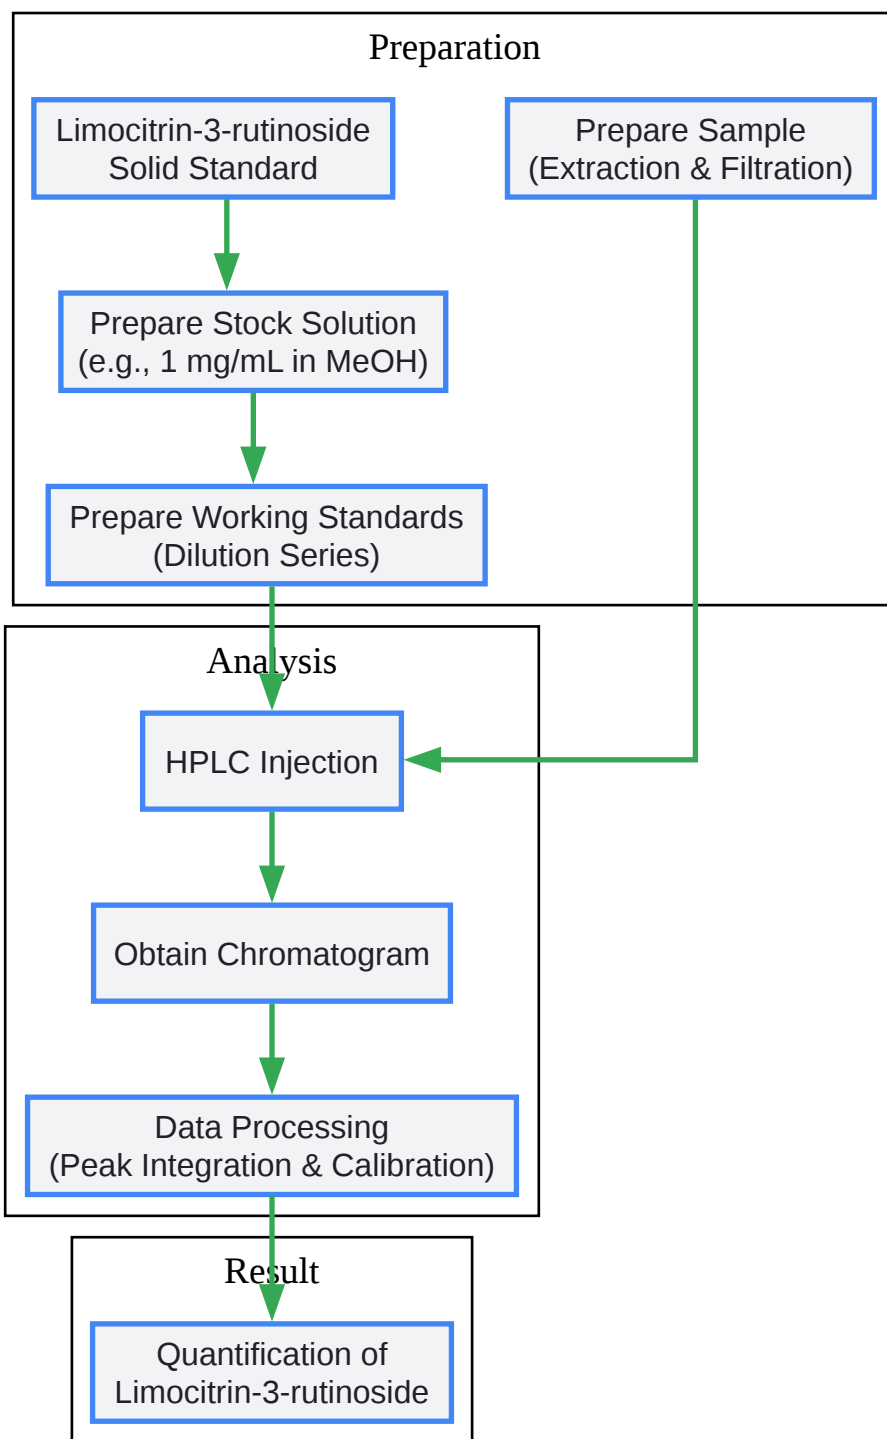 Preparation
Limocitrin-3-rutinoside
Solid Standard
Prepare Sample
(Extraction & Filtration)
Prepare Stock Solution
(e.g., 1 mg/mL in MeOH)
Prepare Working Standards
(Dilution Series)
Analysis
HPLC Injection
Obtain Chromatogram
Data Processing
(Peak Integration & Calibration)
Result
Quantification of
Limocitrin-3-rutinoside